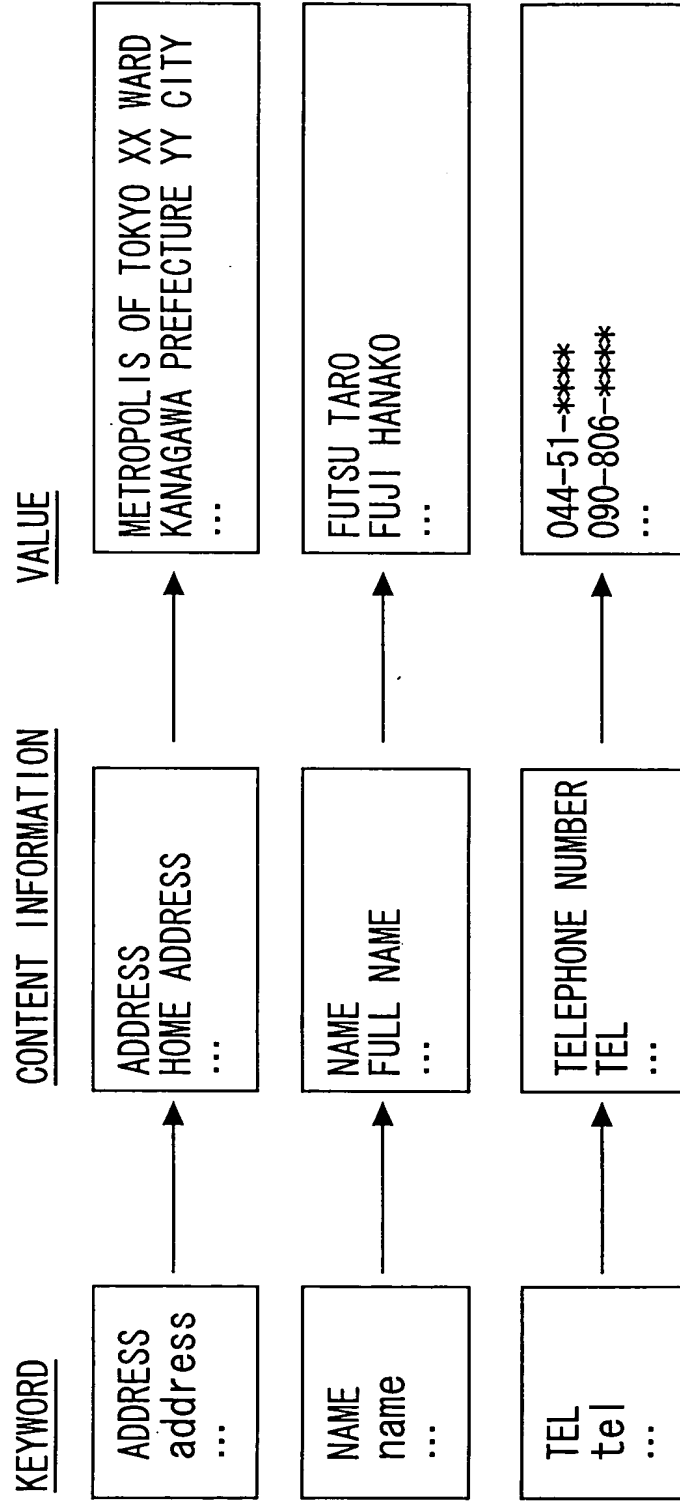 KEYWORD
CONTENT INFORMATION
VALUE
ADDRESS
address
...
ADDRESS
HOME ADDRESS
...
METROPOLIS OF TOKYO XX WARD
KANAGAWA PREFECTURE YY CITY
...
NAME
name
...
NAME
FULL NAME
...
FUTSU TARO
FUJI HANAKO
...
TEL
tel
...
TELEPHONE NUMBER
TEL
...
044-51-****
090-806-****
...